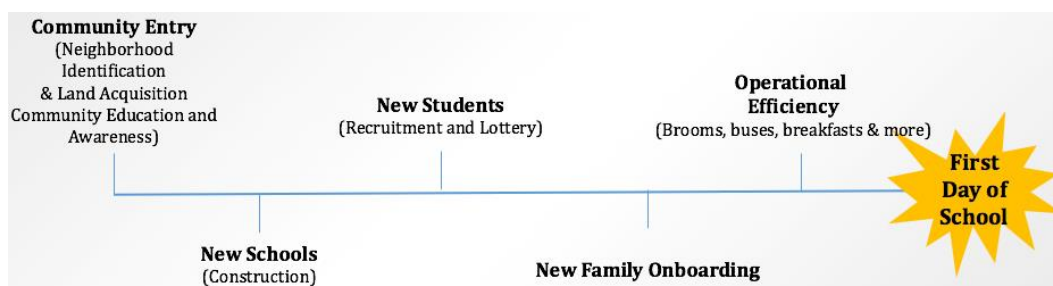 Community Entry
(Neighborhood
Identification
& Land Acquisition
Community Education and
Awareness)
New Schools
(Construction)
New Students
(Recruitment and Lottery)
New Family Onboarding
Operational
Efficiency
(Brooms, buses, breakfasts & more)
First
Day of
School